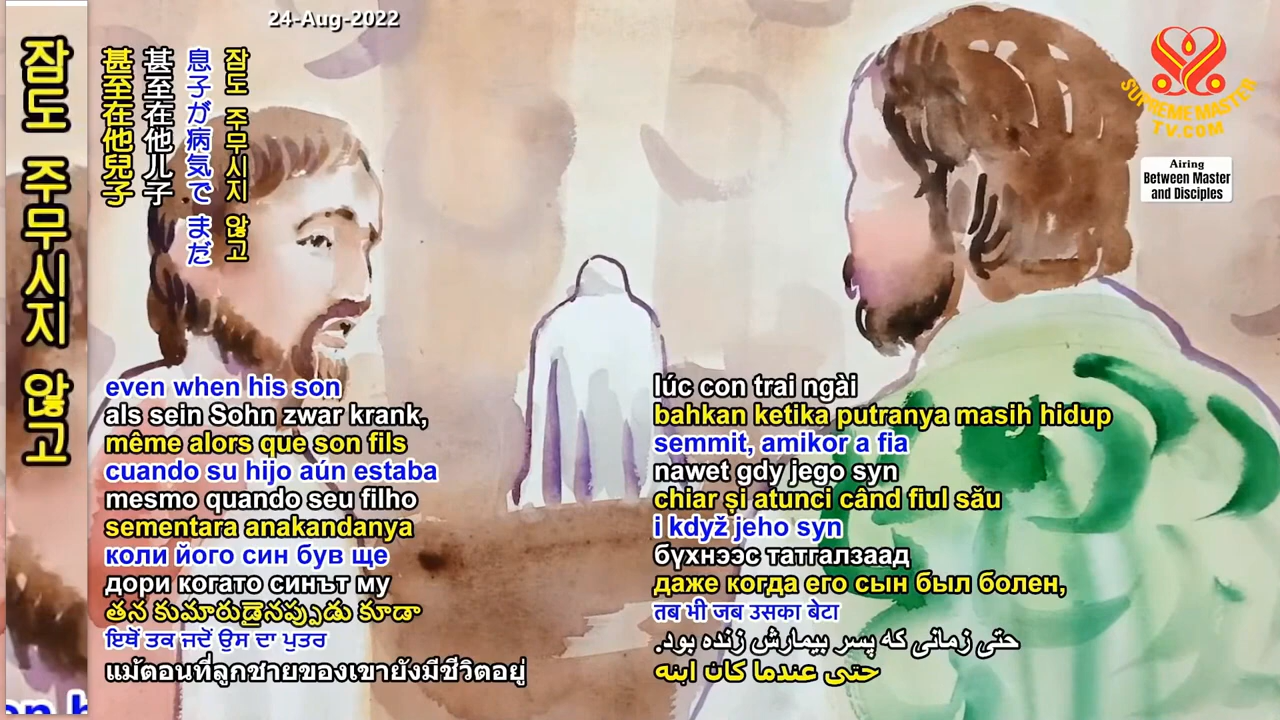 24-Aug-2022
잠도 주무시지 않고
甚至在他兒子
甚至在他儿子
息子が病気で まだ
잠도 주무시지 않고
SUPREME MASTER
TV.COM
Airing
Between Master
and Disciples
even when his son
als sein Sohn zwar krank,
même alors que son fils
cuando su hijo aún estaba
mesmo quando seu filho
sementara anakandanya
коли його син був ще
дори когато синът му
తన కుమారుడైనప్పుడు కూడా
ਇਥੋਂ ਤਕ ਜਦੋਂ ਉਸ ਦਾ ਪੁਤਰ
แม้ตอนที่ลูกชายของเขายังมีชีวิตอยู่
lúc con trai ngài
bahkan ketika putranya masih hidup
semmit, amikor a fia
nawet gdy jego syn
chiar și atunci când fiul său
i když jeho syn
бүхнээс татгалзаад
даже когда его сын был болен,
तब भी जब उसका बेटा
حتی زمانی که پسر بیمارش زنده بود.
حتى عندما كان ابنه